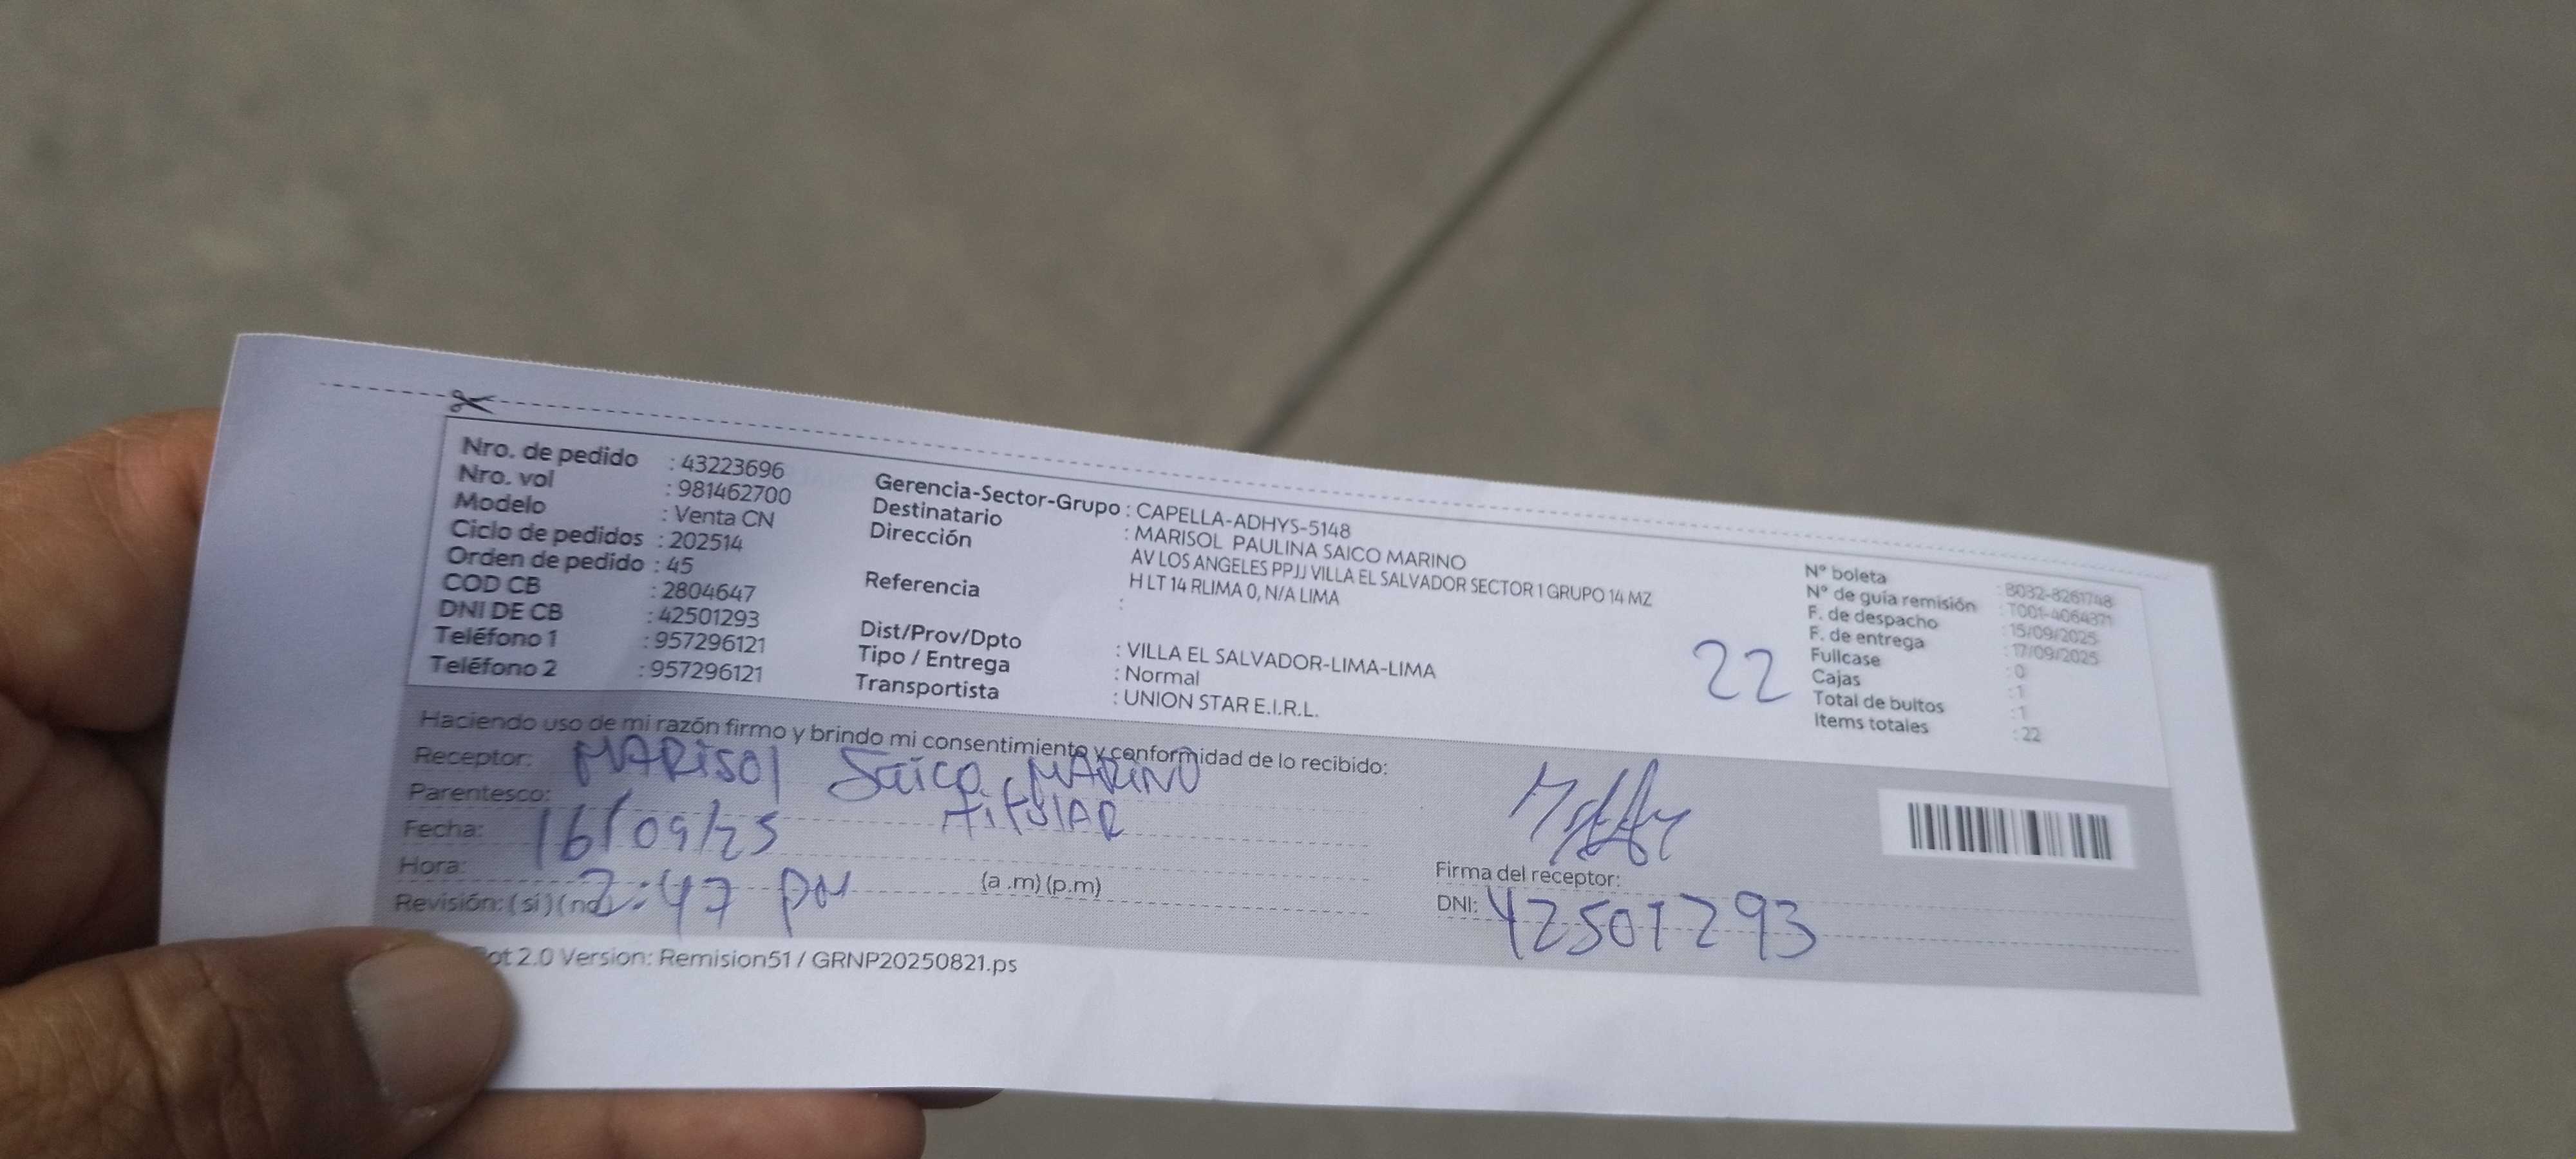 Nro. de pedido : 43223696
Nro. vol : 981462700
Modelo : Venta CN
Ciclo de pedidos : 202514
Orden de pedido : 45
COD CB : 2804647
DNI DE CB : 42501293
Teléfono 1 : 957296121
Teléfono 2 : 957296121
Gerencia-Sector-Grupo : CAPELLA-ADHYS-5148
Destinatario : MARISOL PAULINA SAICO MARINO
Dirección AV LOS ANGELES PPJJ VILLA EL SALVADOR SECTOR 1 GRUPO 14 MZ
H LT 14 RLIMA 0, N/A LIMA
Referencia :
Dist/Prov/Dpto : VILLA EL SALVADOR-LIMA-LIMA
Tipo / Entrega : Normal
Transportista : UNION STAR E.I.R.L.
22
N° boleta : B032-8261748
N° de guía remisión : T001-4064371
F. de despacho : 15/09/2025
F. de entrega : 17/09/2025
Fullcase : 0
Cajas : 1
Total de bultos : 1
Items totales : 22
Haciendo uso de mi razón firmo y brindo mi consentimiento y conformidad de lo recibido:
Receptor: MARISOL Saico MARINO
Parentesco: titulAR
Fecha: 16/09/25
Hora: 2:47 pm (a .m) (p.m)
Revisión: (si) (no)
Firma del receptor:
DNI: 42501293
ot 2.0 Version: Remision51 / GRNP20250821.ps